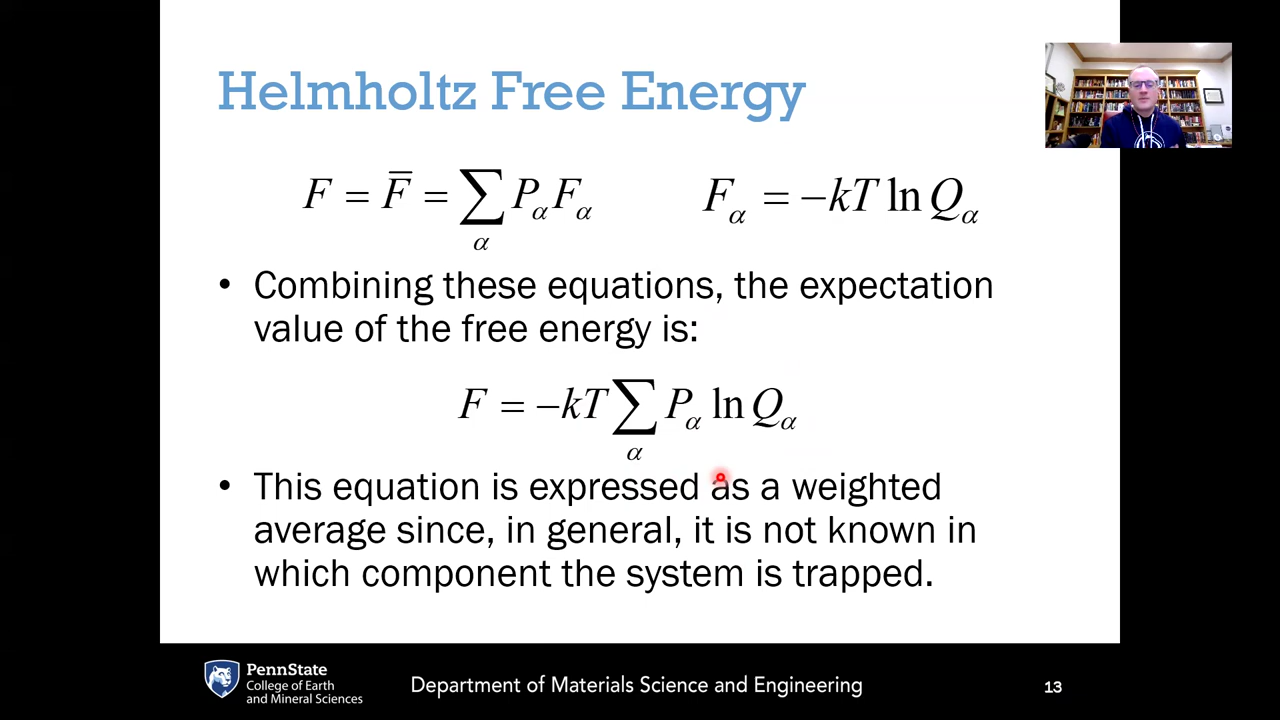 Helmholtz Free Energy
F = F̅ = ∑_α P_α F_α    F_α = −kT ln Q_α
• Combining these equations, the expectation
value of the free energy is:
F = −kT ∑_α P_α ln Q_α
• This equation is expressed as a weighted
average since, in general, it is not known in
which component the system is trapped.
PennState
College of Earth
and Mineral Sciences
Department of Materials Science and Engineering
13